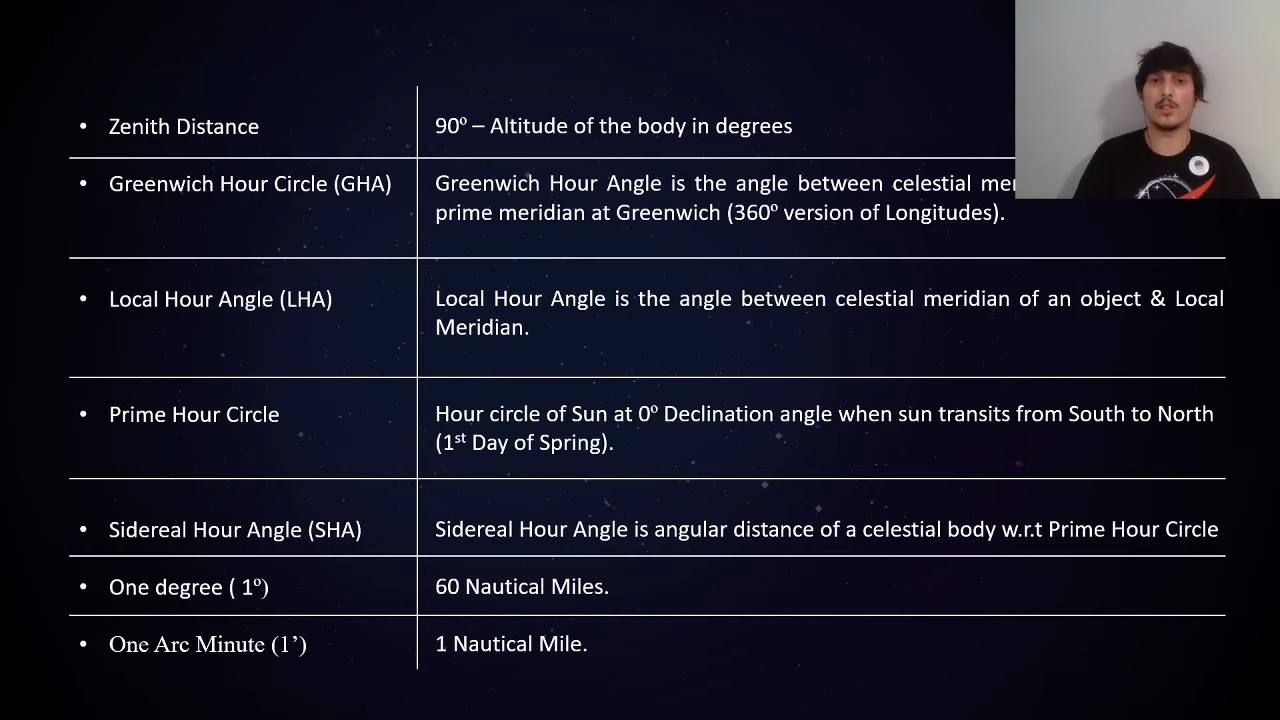 • Zenith Distance
90º – Altitude of the body in degrees
• Greenwich Hour Circle (GHA)
Greenwich Hour Angle is the angle between celestial
prime meridian at Greenwich (360º version of Longitudes).
• Local Hour Angle (LHA)
Local Hour Angle is the angle between celestial meridian of an object & Local
Meridian.
• Prime Hour Circle
Hour circle of Sun at 0º Declination angle when sun transits from South to North
(1st Day of Spring).
• Sidereal Hour Angle (SHA)
Sidereal Hour Angle is angular distance of a celestial body w.r.t Prime Hour Circle
• One degree ( 1º)
60 Nautical Miles.
• One Arc Minute (1’)
1 Nautical Mile.